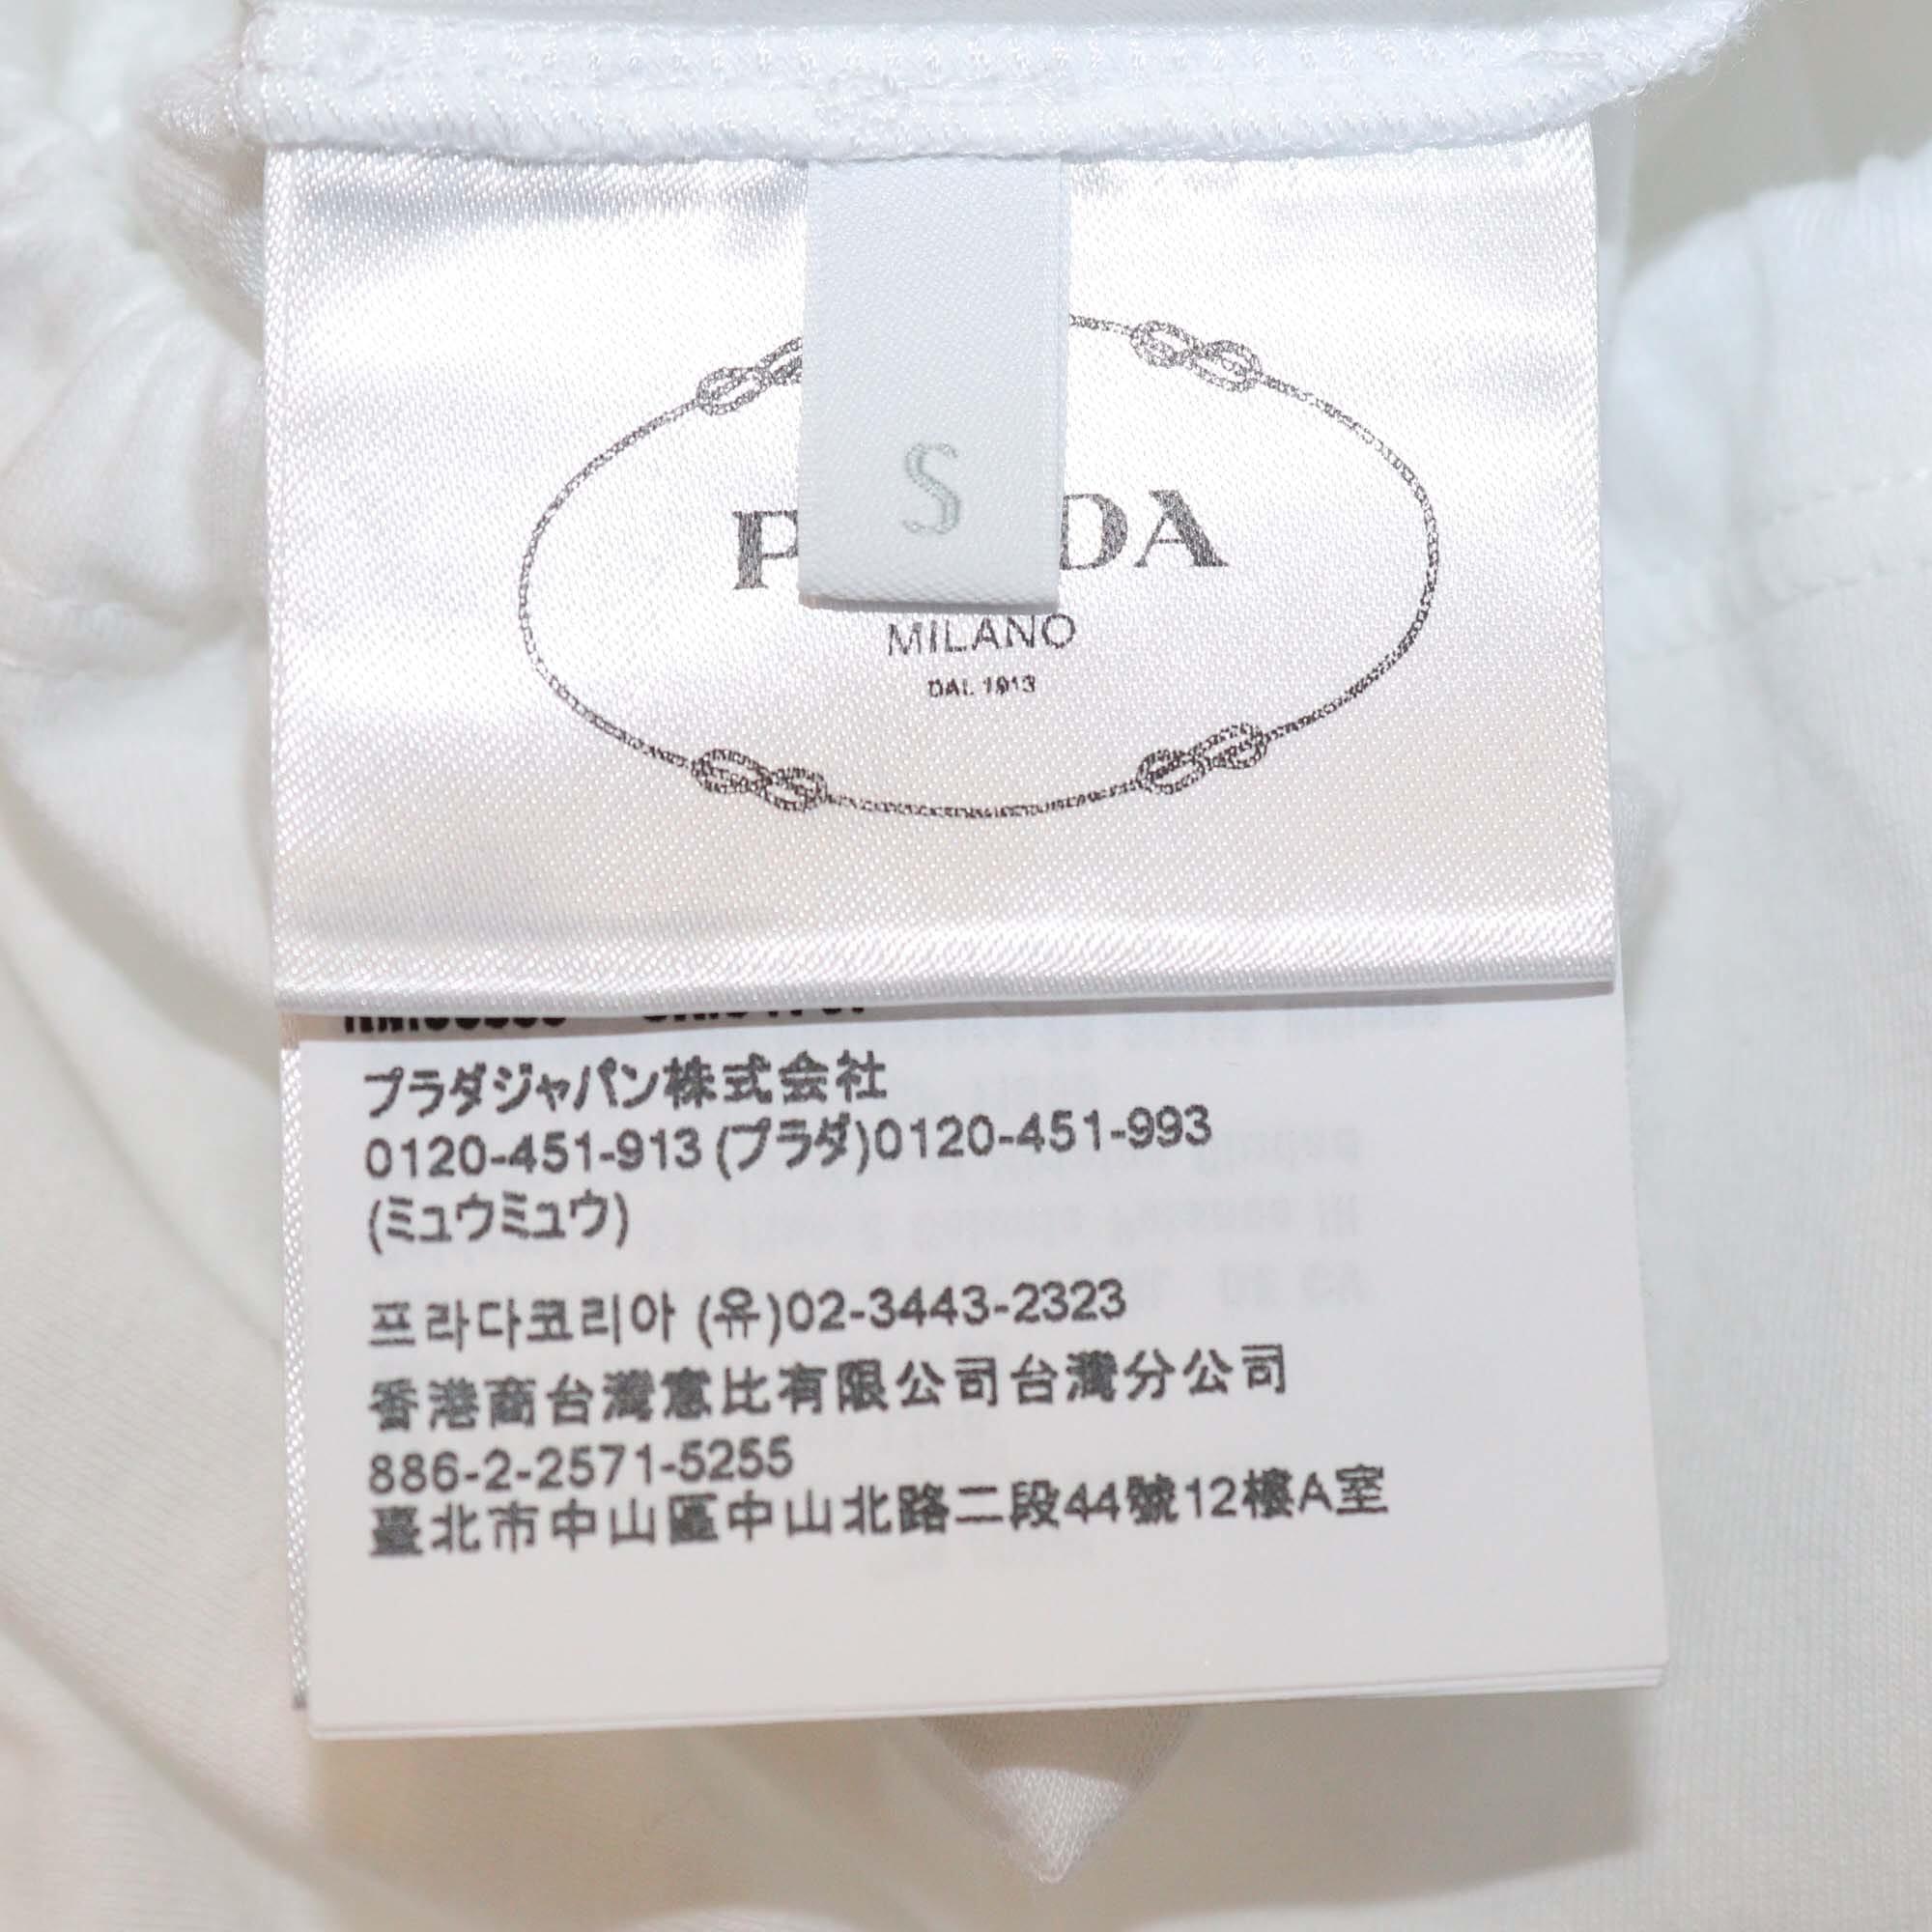 S
MILANO
DAL 1913
プラダジャパン株式会社
0120-451-913 (プラダ)0120-451-993
(ミュウミュウ)
프라다코리아 (유)02-3443-2323
香港商台灣意比有限公司台灣分公司
886-2-2571-5255
臺北市中山區中山北路二段44號12樓A室